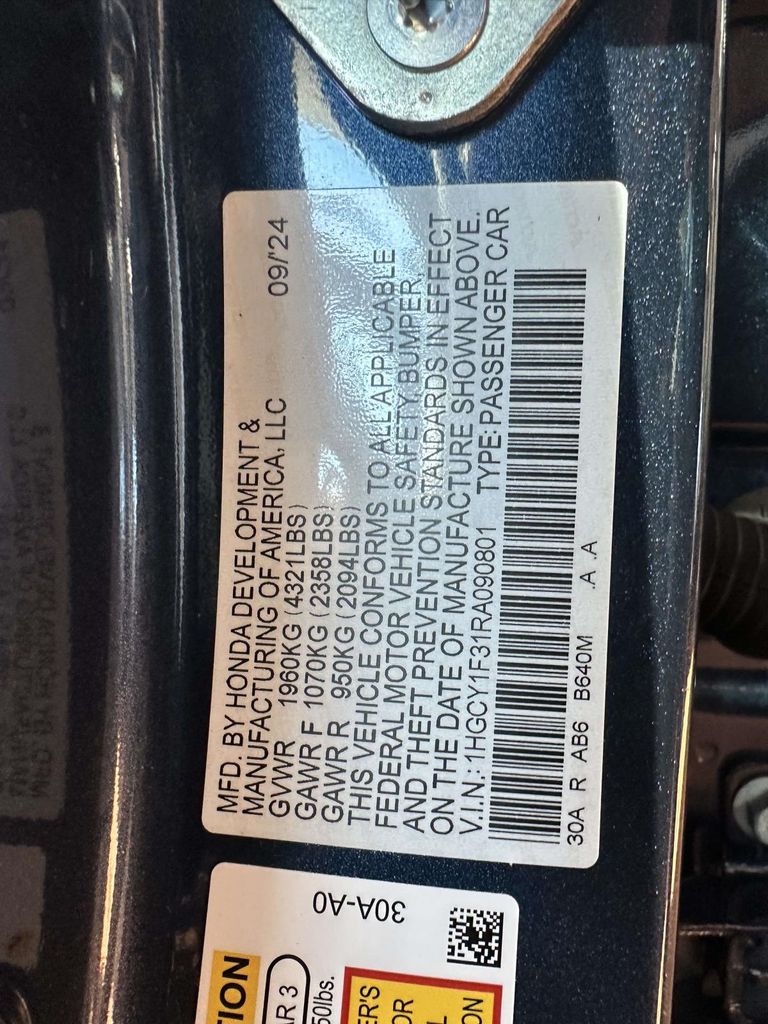 MFD. BY HONDA DEVELOPMENT &
MANUFACTURING OF AMERICA, LLC 09/'24
GVWR 1960KG (4321LBS)
GAWR F 1070KG (2358LBS)
GAWR R 950KG (2094LBS)
THIS VEHICLE CONFORMS TO ALL APPLICABLE
FEDERAL MOTOR VEHICLE SAFETY, BUMPER,
AND THEFT PREVENTION STANDARDS IN EFFECT
ON THE DATE OF MANUFACTURE SHOWN ABOVE.
V.I.N.: 1HGCY1F31RA090801 TYPE: PASSENGER CAR
30A R AB6 B640M .A .A
30A-A0